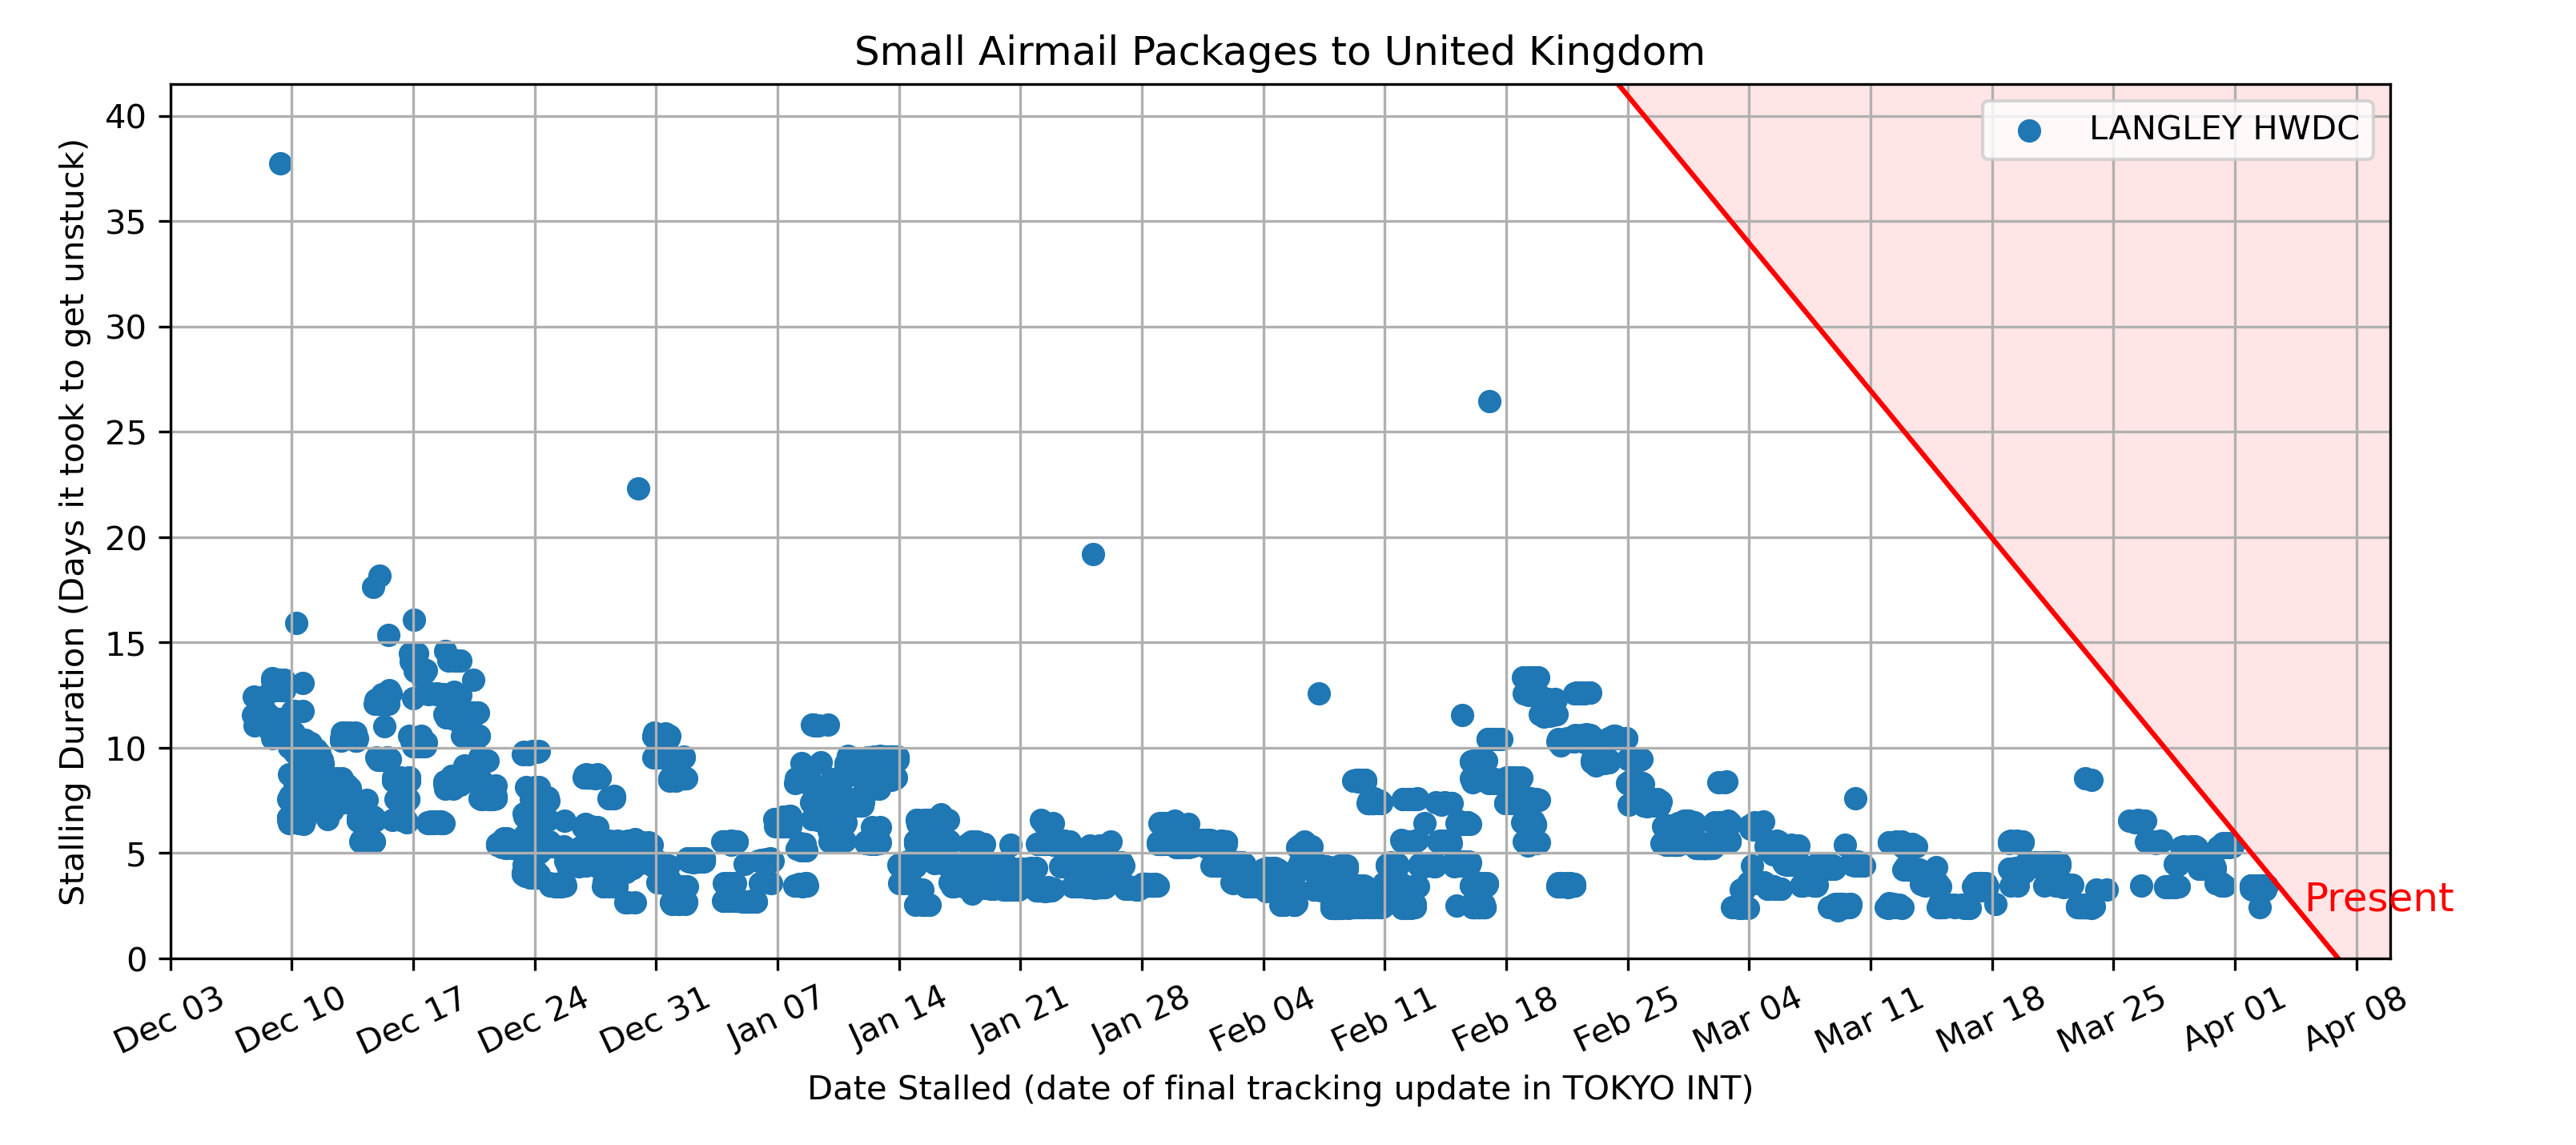 Small Airmail Packages to United Kingdom
Stalling Duration (Days it took to get unstuck)
40
35
30
25
20
15
10
5
0
LANGLEY HWDC
Present
Dec 03
Dec 10
Dec 17
Dec 24
Dec 31
Jan 07
Jan 14
Jan 21
Jan 28
Feb 04
Feb 11
Feb 18
Feb 25
Mar 04
Mar 11
Mar 18
Mar 25
Apr 01
Apr 08
Date Stalled (date of final tracking update in TOKYO INT)